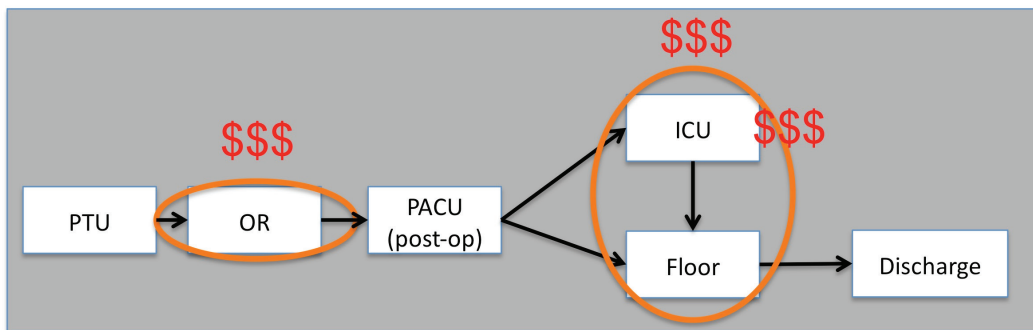 $$$
ICU
$$$
$$$
PTU
OR
PACU
(post-op)
Floor
Discharge